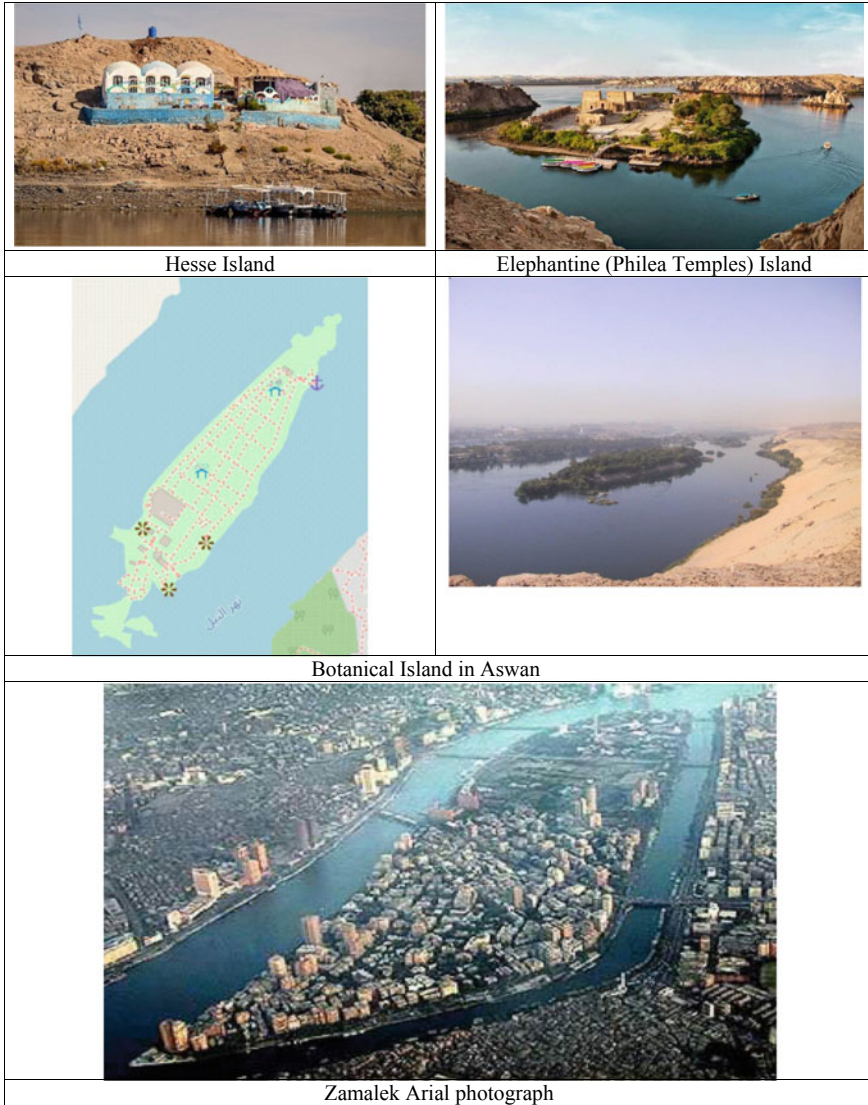 Hesse Island
Elephantine (Philea Temples) Island
نهر النيل
Botanical Island in Aswan
Zamalek Arial photograph